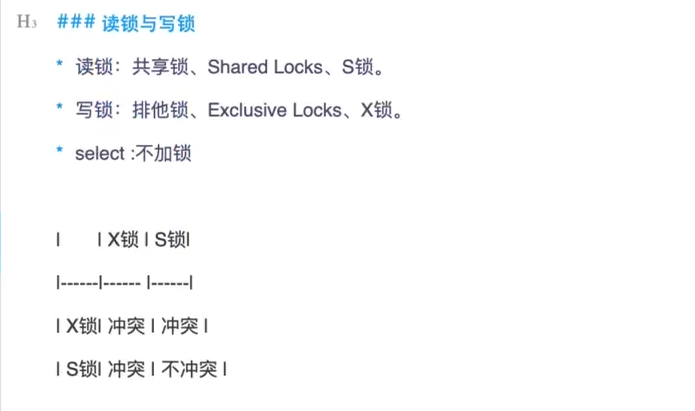 H3 ### 读锁与写锁
* 读锁：共享锁、Shared Locks、S锁。
* 写锁：排他锁、Exclusive Locks、X锁。
* select :不加锁
|      | X锁 | S锁|
|------|------ |------|
| X锁| 冲突 | 冲突 |
| S锁| 冲突 | 不冲突 |